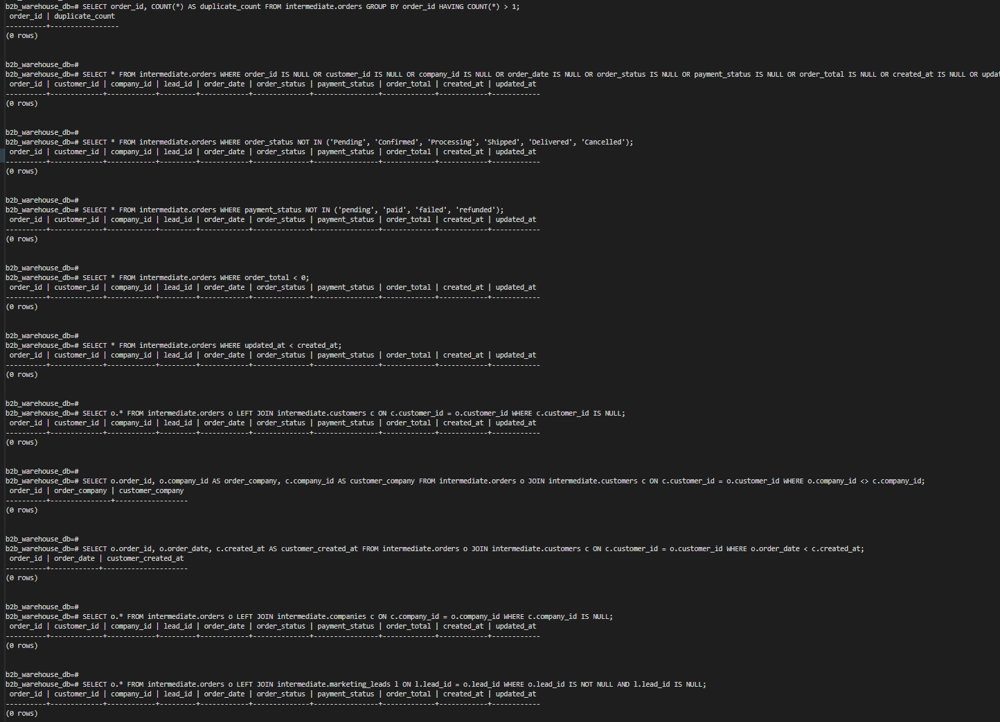 b2b_warehouse_db=# SELECT order_id, COUNT(*) AS duplicate_count FROM intermediate.orders GROUP BY order_id HAVING COUNT(*) > 1;
 order_id | duplicate_count
----------+-----------------
(0 rows)
b2b_warehouse_db=#
b2b_warehouse_db=# SELECT * FROM intermediate.orders WHERE order_id IS NULL OR customer_id IS NULL OR company_id IS NULL OR order_date IS NULL OR order_status IS NULL OR payment_status IS NULL OR order_total IS NULL OR created_at IS NULL OR updat
 order_id | customer_id | company_id | lead_id | order_date | order_status | payment_status | order_total | created_at | updated_at
----------+-------------+------------+---------+------------+--------------+----------------+-------------+------------+------------
(0 rows)
b2b_warehouse_db=#
b2b_warehouse_db=# SELECT * FROM intermediate.orders WHERE order_status NOT IN ('Pending', 'Confirmed', 'Processing', 'Shipped', 'Delivered', 'Cancelled');
 order_id | customer_id | company_id | lead_id | order_date | order_status | payment_status | order_total | created_at | updated_at
----------+-------------+------------+---------+------------+--------------+----------------+-------------+------------+------------
(0 rows)
b2b_warehouse_db=#
b2b_warehouse_db=# SELECT * FROM intermediate.orders WHERE payment_status NOT IN ('pending', 'paid', 'failed', 'refunded');
 order_id | customer_id | company_id | lead_id | order_date | order_status | payment_status | order_total | created_at | updated_at
----------+-------------+------------+---------+------------+--------------+----------------+-------------+------------+------------
(0 rows)
b2b_warehouse_db=#
b2b_warehouse_db=# SELECT * FROM intermediate.orders WHERE order_total < 0;
 order_id | customer_id | company_id | lead_id | order_date | order_status | payment_status | order_total | created_at | updated_at
----------+-------------+------------+---------+------------+--------------+----------------+-------------+------------+------------
(0 rows)
b2b_warehouse_db=#
b2b_warehouse_db=# SELECT * FROM intermediate.orders WHERE updated_at < created_at;
 order_id | customer_id | company_id | lead_id | order_date | order_status | payment_status | order_total | created_at | updated_at
----------+-------------+------------+---------+------------+--------------+----------------+-------------+------------+------------
(0 rows)
b2b_warehouse_db=#
b2b_warehouse_db=# SELECT o.* FROM intermediate.orders o LEFT JOIN intermediate.customers c ON c.customer_id = o.customer_id WHERE c.customer_id IS NULL;
 order_id | customer_id | company_id | lead_id | order_date | order_status | payment_status | order_total | created_at | updated_at
----------+-------------+------------+---------+------------+--------------+----------------+-------------+------------+------------
(0 rows)
b2b_warehouse_db=#
b2b_warehouse_db=# SELECT o.order_id, o.company_id AS order_company, c.company_id AS customer_company FROM intermediate.orders o JOIN intermediate.customers c ON c.customer_id = o.customer_id WHERE o.company_id <> c.company_id;
 order_id | order_company | customer_company
----------+---------------+------------------
(0 rows)
b2b_warehouse_db=#
b2b_warehouse_db=# SELECT o.order_id, o.order_date, c.created_at AS customer_created_at FROM intermediate.orders o JOIN intermediate.customers c ON c.customer_id = o.customer_id WHERE o.order_date < c.created_at;
 order_id | order_date | customer_created_at
----------+------------+---------------------
(0 rows)
b2b_warehouse_db=#
b2b_warehouse_db=# SELECT o.* FROM intermediate.orders o LEFT JOIN intermediate.companies c ON c.company_id = o.company_id WHERE c.company_id IS NULL;
 order_id | customer_id | company_id | lead_id | order_date | order_status | payment_status | order_total | created_at | updated_at
----------+-------------+------------+---------+------------+--------------+----------------+-------------+------------+------------
(0 rows)
b2b_warehouse_db=#
b2b_warehouse_db=# SELECT o.* FROM intermediate.orders o LEFT JOIN intermediate.marketing_leads l ON l.lead_id = o.lead_id WHERE o.lead_id IS NOT NULL AND l.lead_id IS NULL;
 order_id | customer_id | company_id | lead_id | order_date | order_status | payment_status | order_total | created_at | updated_at
----------+-------------+------------+---------+------------+--------------+----------------+-------------+------------+------------
(0 rows)